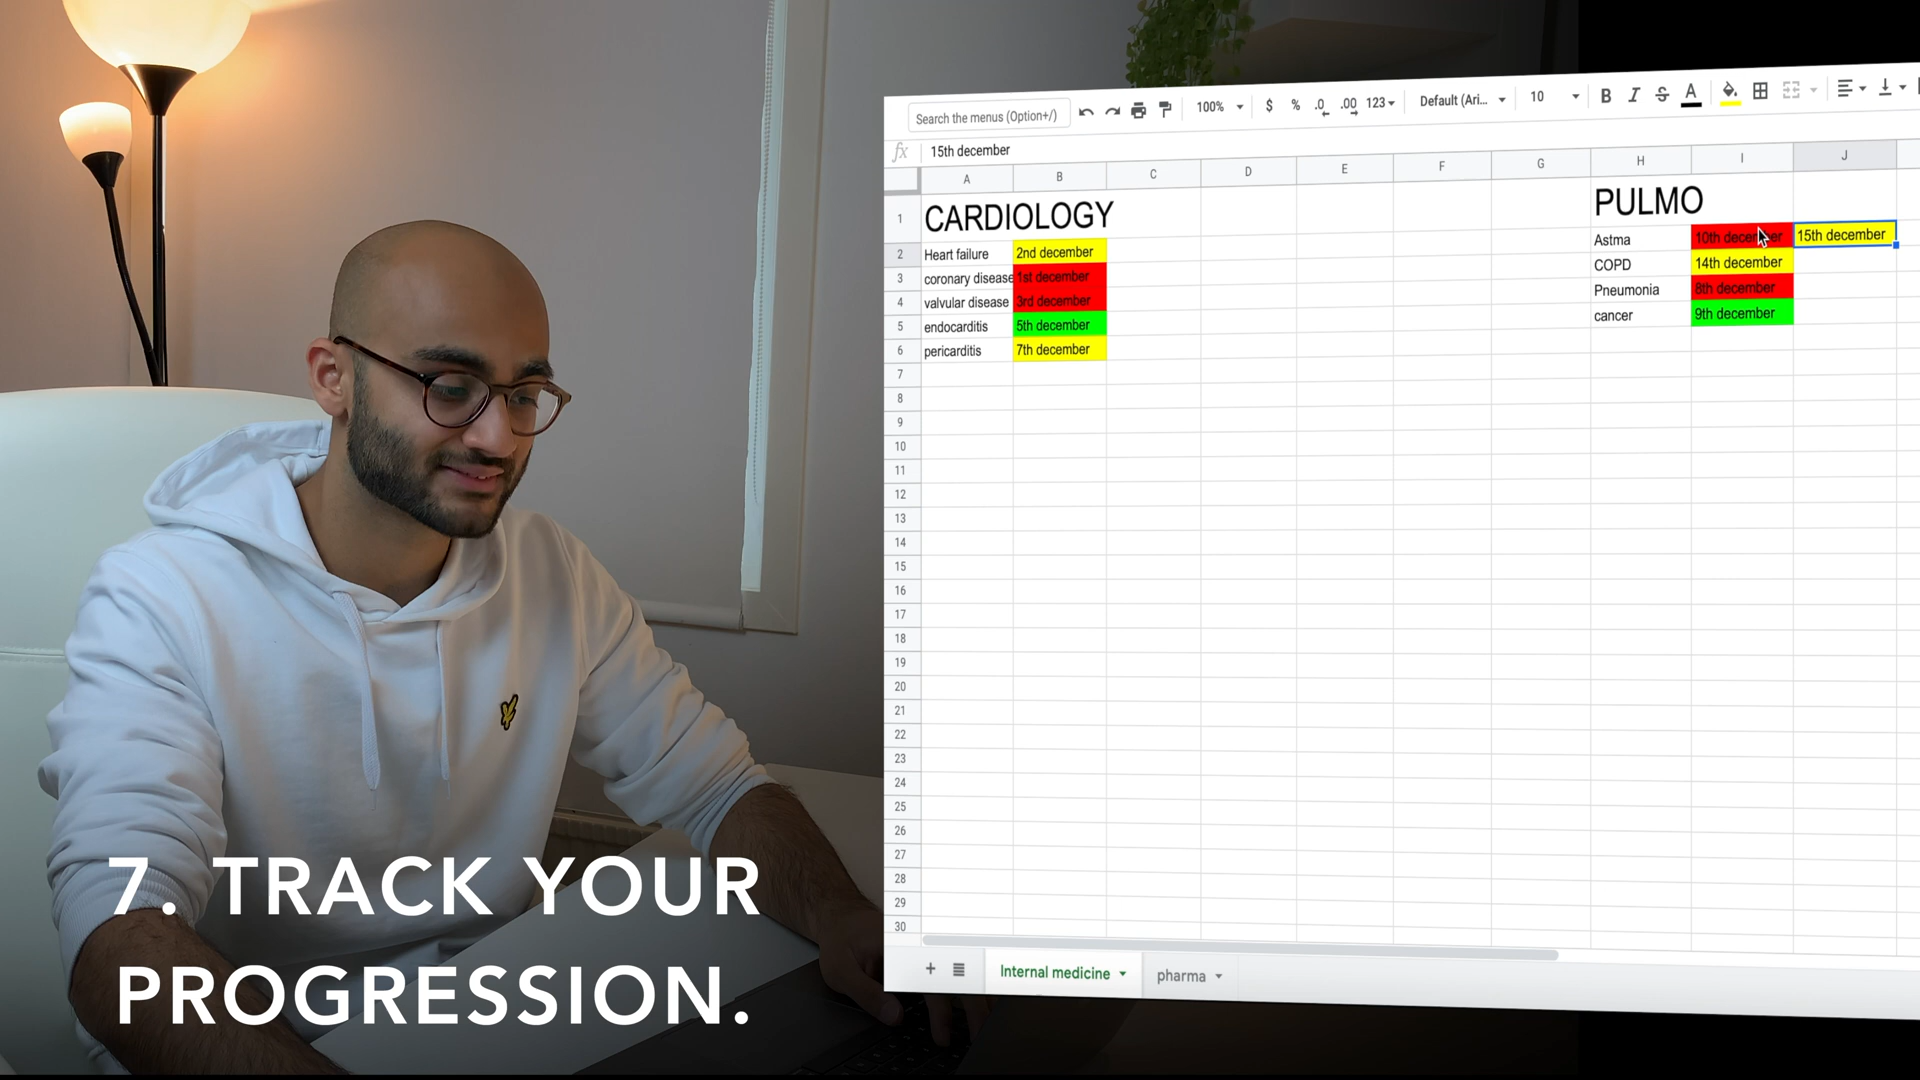 Search the menus (Option+/) 100% $ % .0 .00 123 Default (Ari... 10 B I S A
fx 15th december
A B C D E F G H I J
1 CARDIOLOGY PULMO
2 Heart failure 2nd december Astma 10th december 15th december
3 coronary disease 1st december COPD 14th december
4 valvular disease 3rd december Pneumonia 8th december
5 endocarditis 5th december cancer 9th december
6 pericarditis 7th december
7
8
9
10
11
12
13
14
15
16
17
18
19
20
21
22
23
24
25
26
27
28
29
30
+ Internal medicine pharma
7. TRACK YOUR
PROGRESSION.